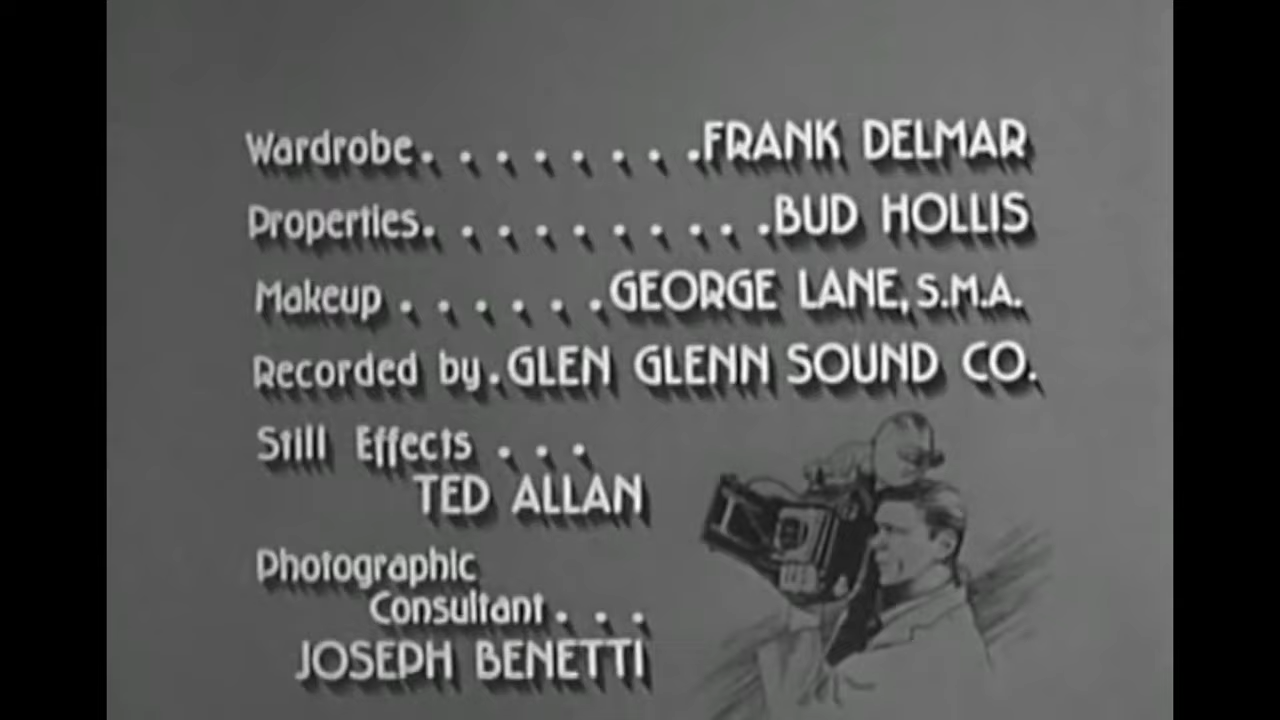 Wardrobe. . . . . . . .FRANK DELMAR
Properties. . . . . . . . . .BUD HOLLIS
Makeup . . . . . .GEORGE LANE, S.M.A.
Recorded by.GLEN GLENN SOUND CO.
Still Effects . . .
TED ALLAN
Photographic
Consultant . . .
JOSEPH BENETTI